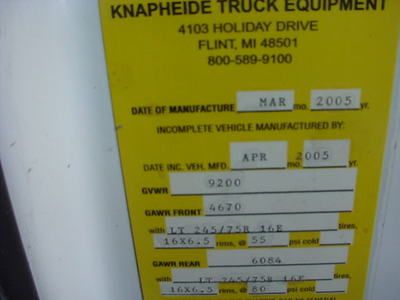 KNAPHEIDE TRUCK EQUIPMENT
4103 HOLIDAY DRIVE
FLINT, MI 48501
800-589-9100
DATE OF MANUFACTURE MAR mo. 2005 yr.
INCOMPLETE VEHICLE MANUFACTURED BY:
DATE INC. VEH. MFD. APR mo. 2005 yr.
GVWR 9200
GAWR FRONT 4670
with LT 245/75R 16E tires,
16X6.5 rims, @ 55 psi cold
GAWR REAR 6084
with LT 245/75R 16E tires,
16X6.5 rims, @ 80 psi cold